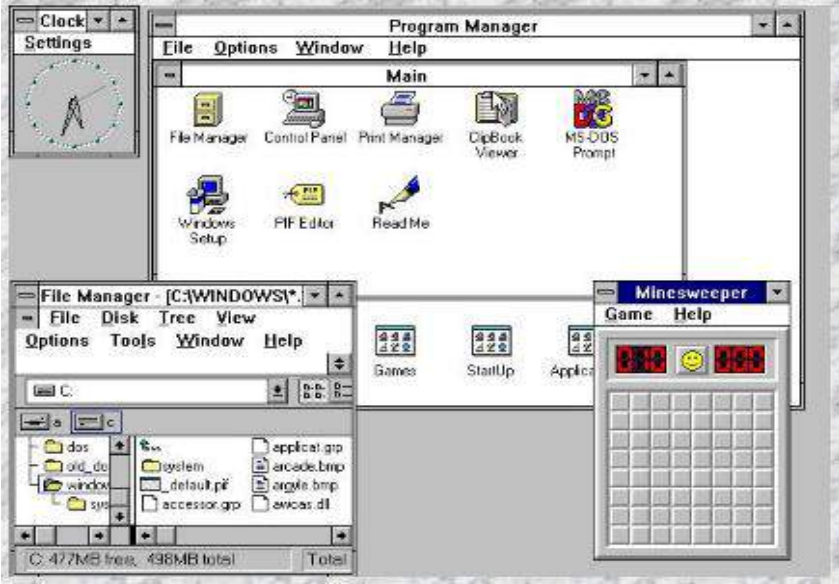 Clock
Settings
Program Manager
File Options Window Help
Main
File Manager
Control Panel
Print Manager
ClipBook Viewer
MS-DOS Prompt
Windows Setup
PIF Editor
Read Me
Games
StartUp
Applica
File Manager - [C:\WINDOWS\*.
File Disk Tree View
Options Tools Window Help
C:
a c
dos
old_do
window
sys
system
_default.pif
accessor.grp
applicat.grp
arcade.bmp
argyle.bmp
C: 477MB free, 498MB total
Total
Minesweeper
Game Help